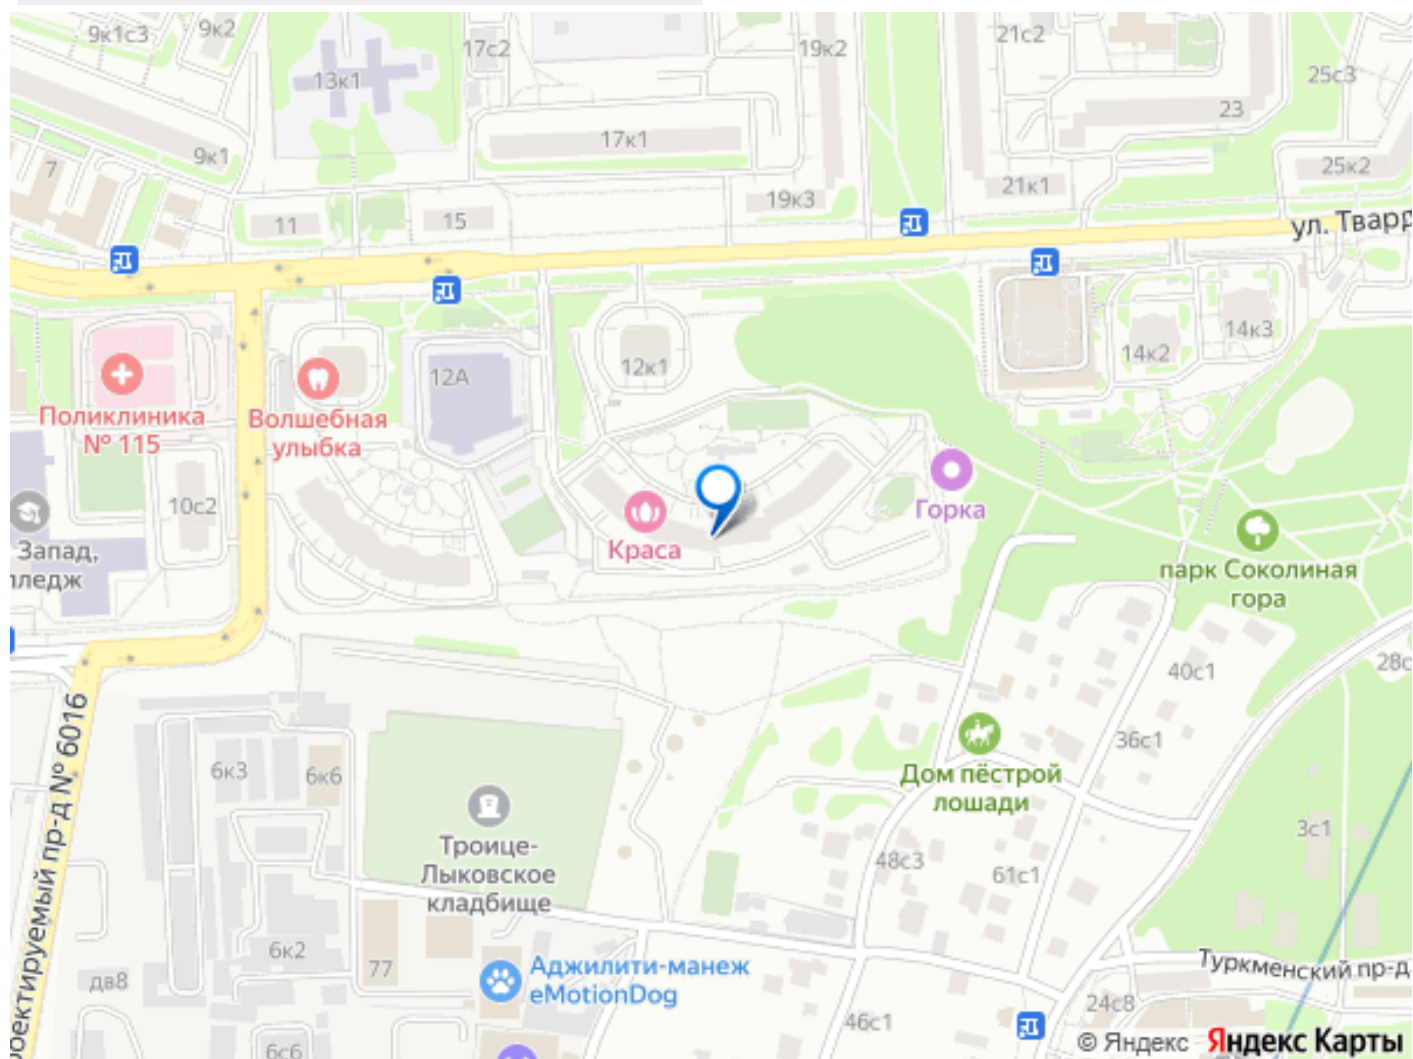 9к1с3
9к2
17с2
19к2
21с2
25с3
13к1
23
17к1
9к1
7
25к2
21к1
19к3
11
15
ул. Твард
14к3
14к2
12к1
12А
Поликлиника
№ 115
Волшебная
улыбка
10с2
Запад,
лледж
Краса
Горка
парк Соколиная
гора
28с
40с1
36с1
6к3
6к6
Дом пёстрой
лошади
3с1
роектируемый пр-д № 6016
Троице-
Лыковское
кладбище
48с3
61с1
6к2
77
дв8
Аджилити-манеж
eMotionDog
Туркменский пр-д
24с8
46с1
6с6
© Яндекс Яндекс Карты